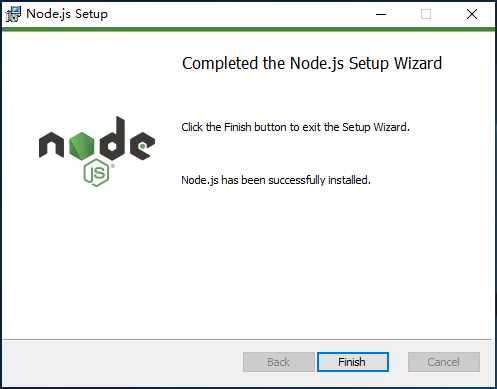 Node.js Setup
Completed the Node.js Setup Wizard
Click the Finish button to exit the Setup Wizard.
node
JS®
Node.js has been successfully installed.
Back
Finish
Cancel